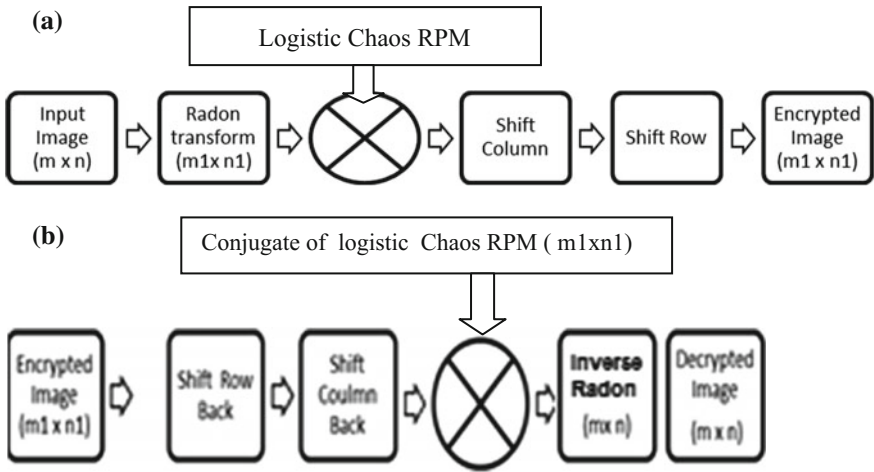 (a)
Logistic Chaos RPM
Input
Image
(m x n)
Radon
transform
(m1x n1)
Shift
Column
Shift Row
Encrypted
Image
(m1 x n1)
(b)
Conjugate of logistic Chaos RPM ( m1xn1)
Encrypted
Image
(m1 x n1)
Shift Row
Back
Shift
Coulmn
Back
Inverse
Radon
(mx n)
Decrypted
Image
(m x n)